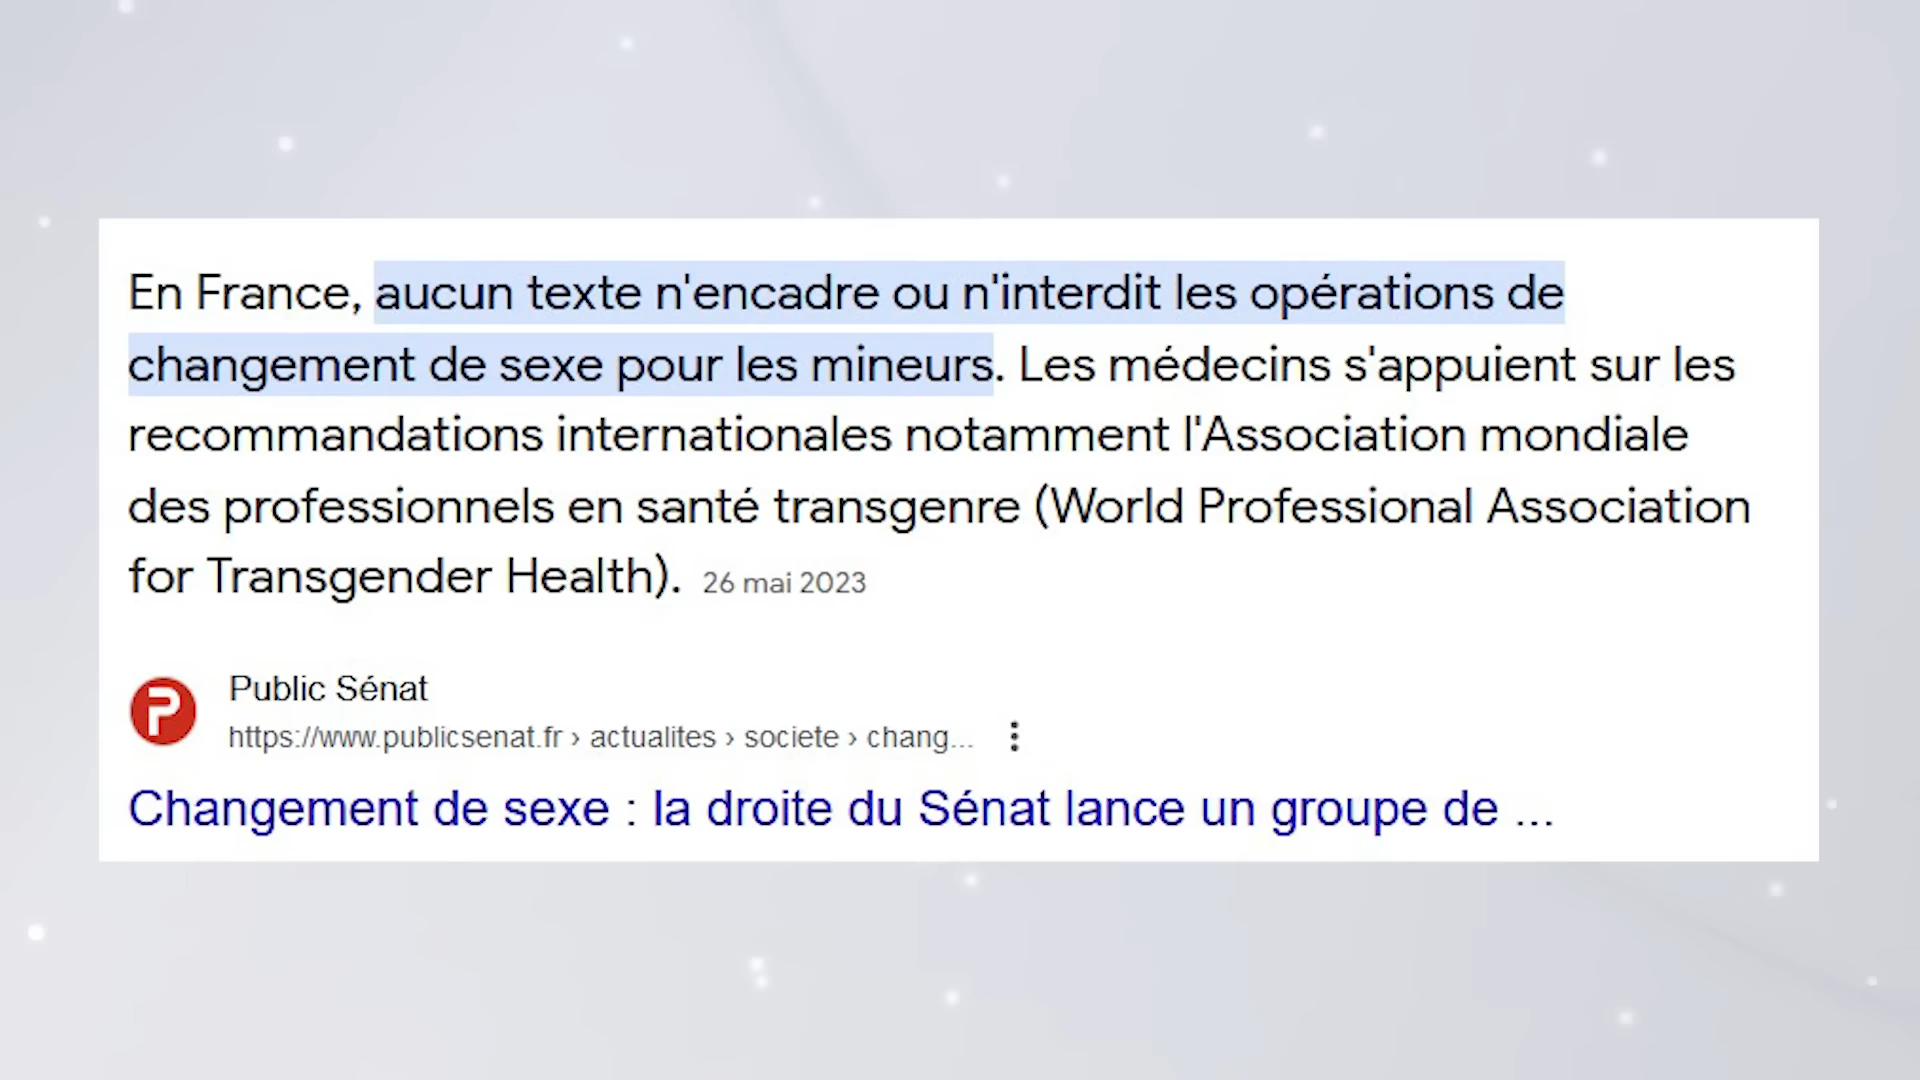 En France, aucun texte n'encadre ou n'interdit les opérations de
changement de sexe pour les mineurs. Les médecins s'appuient sur les
recommandations internationales notamment l'Association mondiale
des professionnels en santé transgenre (World Professional Association
for Transgender Health). 26 mai 2023
Public Sénat
https://www.publicsenat.fr › actualites › societe › chang...
Changement de sexe : la droite du Sénat lance un groupe de ...